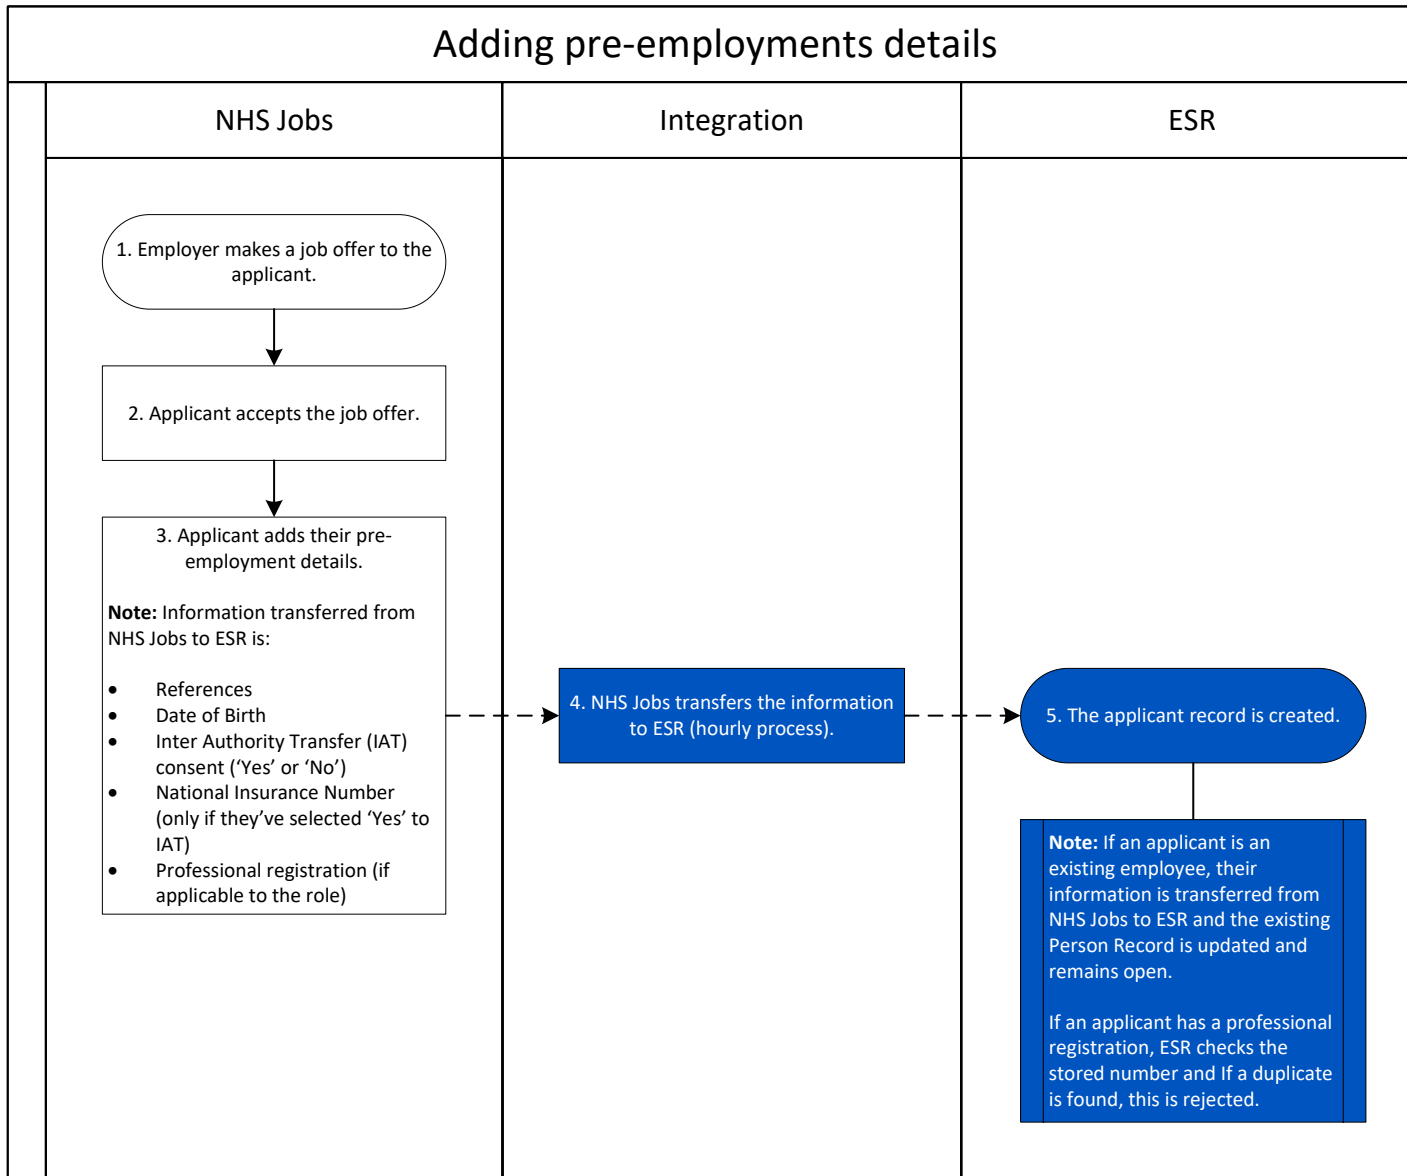 Adding pre-employments details
NHS Jobs
Integration
ESR
1. Employer makes a job offer to the
applicant.
2. Applicant accepts the job offer.
3. Applicant adds their pre-
employment details.
Note: Information transferred from
NHS Jobs to ESR is:
• References
• Date of Birth
• Inter Authority Transfer (IAT)
consent (‘Yes’ or ‘No’)
• National Insurance Number
(only if they’ve selected ‘Yes’ to
IAT)
• Professional registration (if
applicable to the role)
4. NHS Jobs transfers the information
to ESR (hourly process).
5. The applicant record is created.
Note: If an applicant is an
existing employee, their
information is transferred from
NHS Jobs to ESR and the existing
Person Record is updated and
remains open.
If an applicant has a professional
registration, ESR checks the
stored number and If a duplicate
is found, this is rejected.